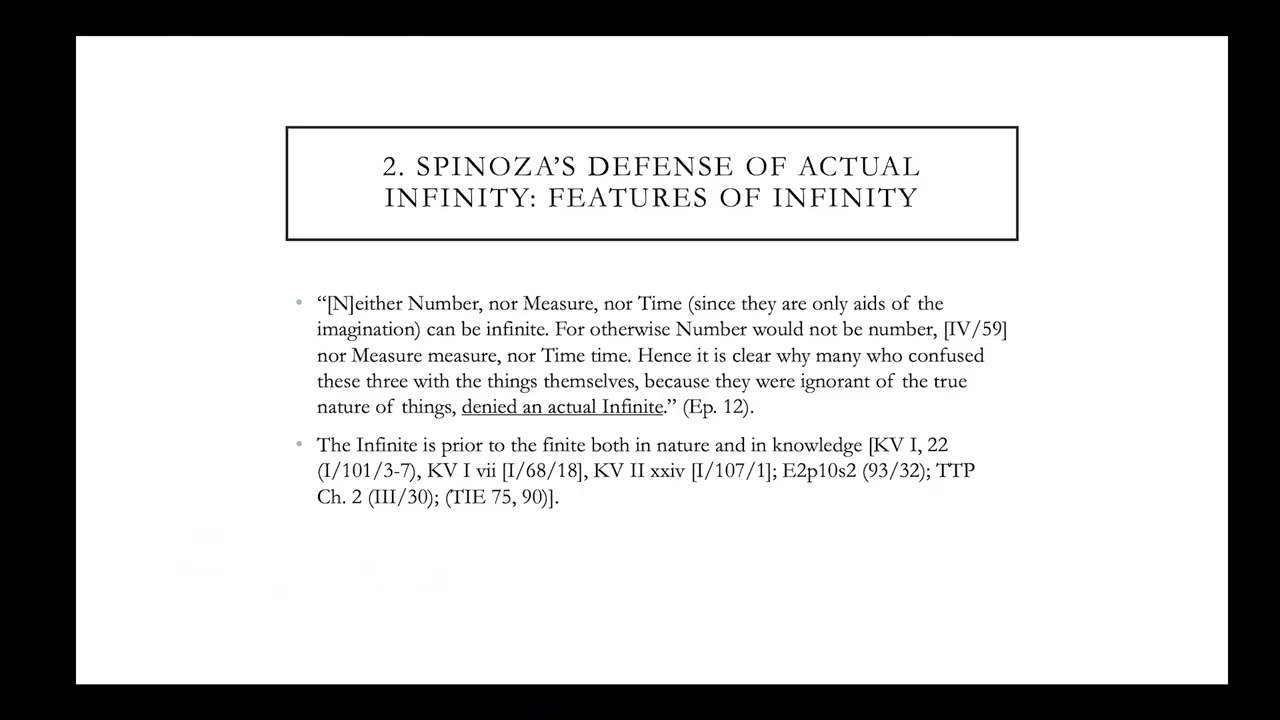 2. SPINOZA’S DEFENSE OF ACTUAL
INFINITY: FEATURES OF INFINITY
• “[N]either Number, nor Measure, nor Time (since they are only aids of the
imagination) can be infinite. For otherwise Number would not be number, [IV/59]
nor Measure measure, nor Time time. Hence it is clear why many who confused
these three with the things themselves, because they were ignorant of the true
nature of things, denied an actual Infinite.” (Ep. 12).
• The Infinite is prior to the finite both in nature and in knowledge [KV I, 22
(I/101/3-7), KV I vii [I/68/18], KV II xxiv [I/107/1]; E2p10s2 (93/32); TTP
Ch. 2 (III/30); (TIE 75, 90)].